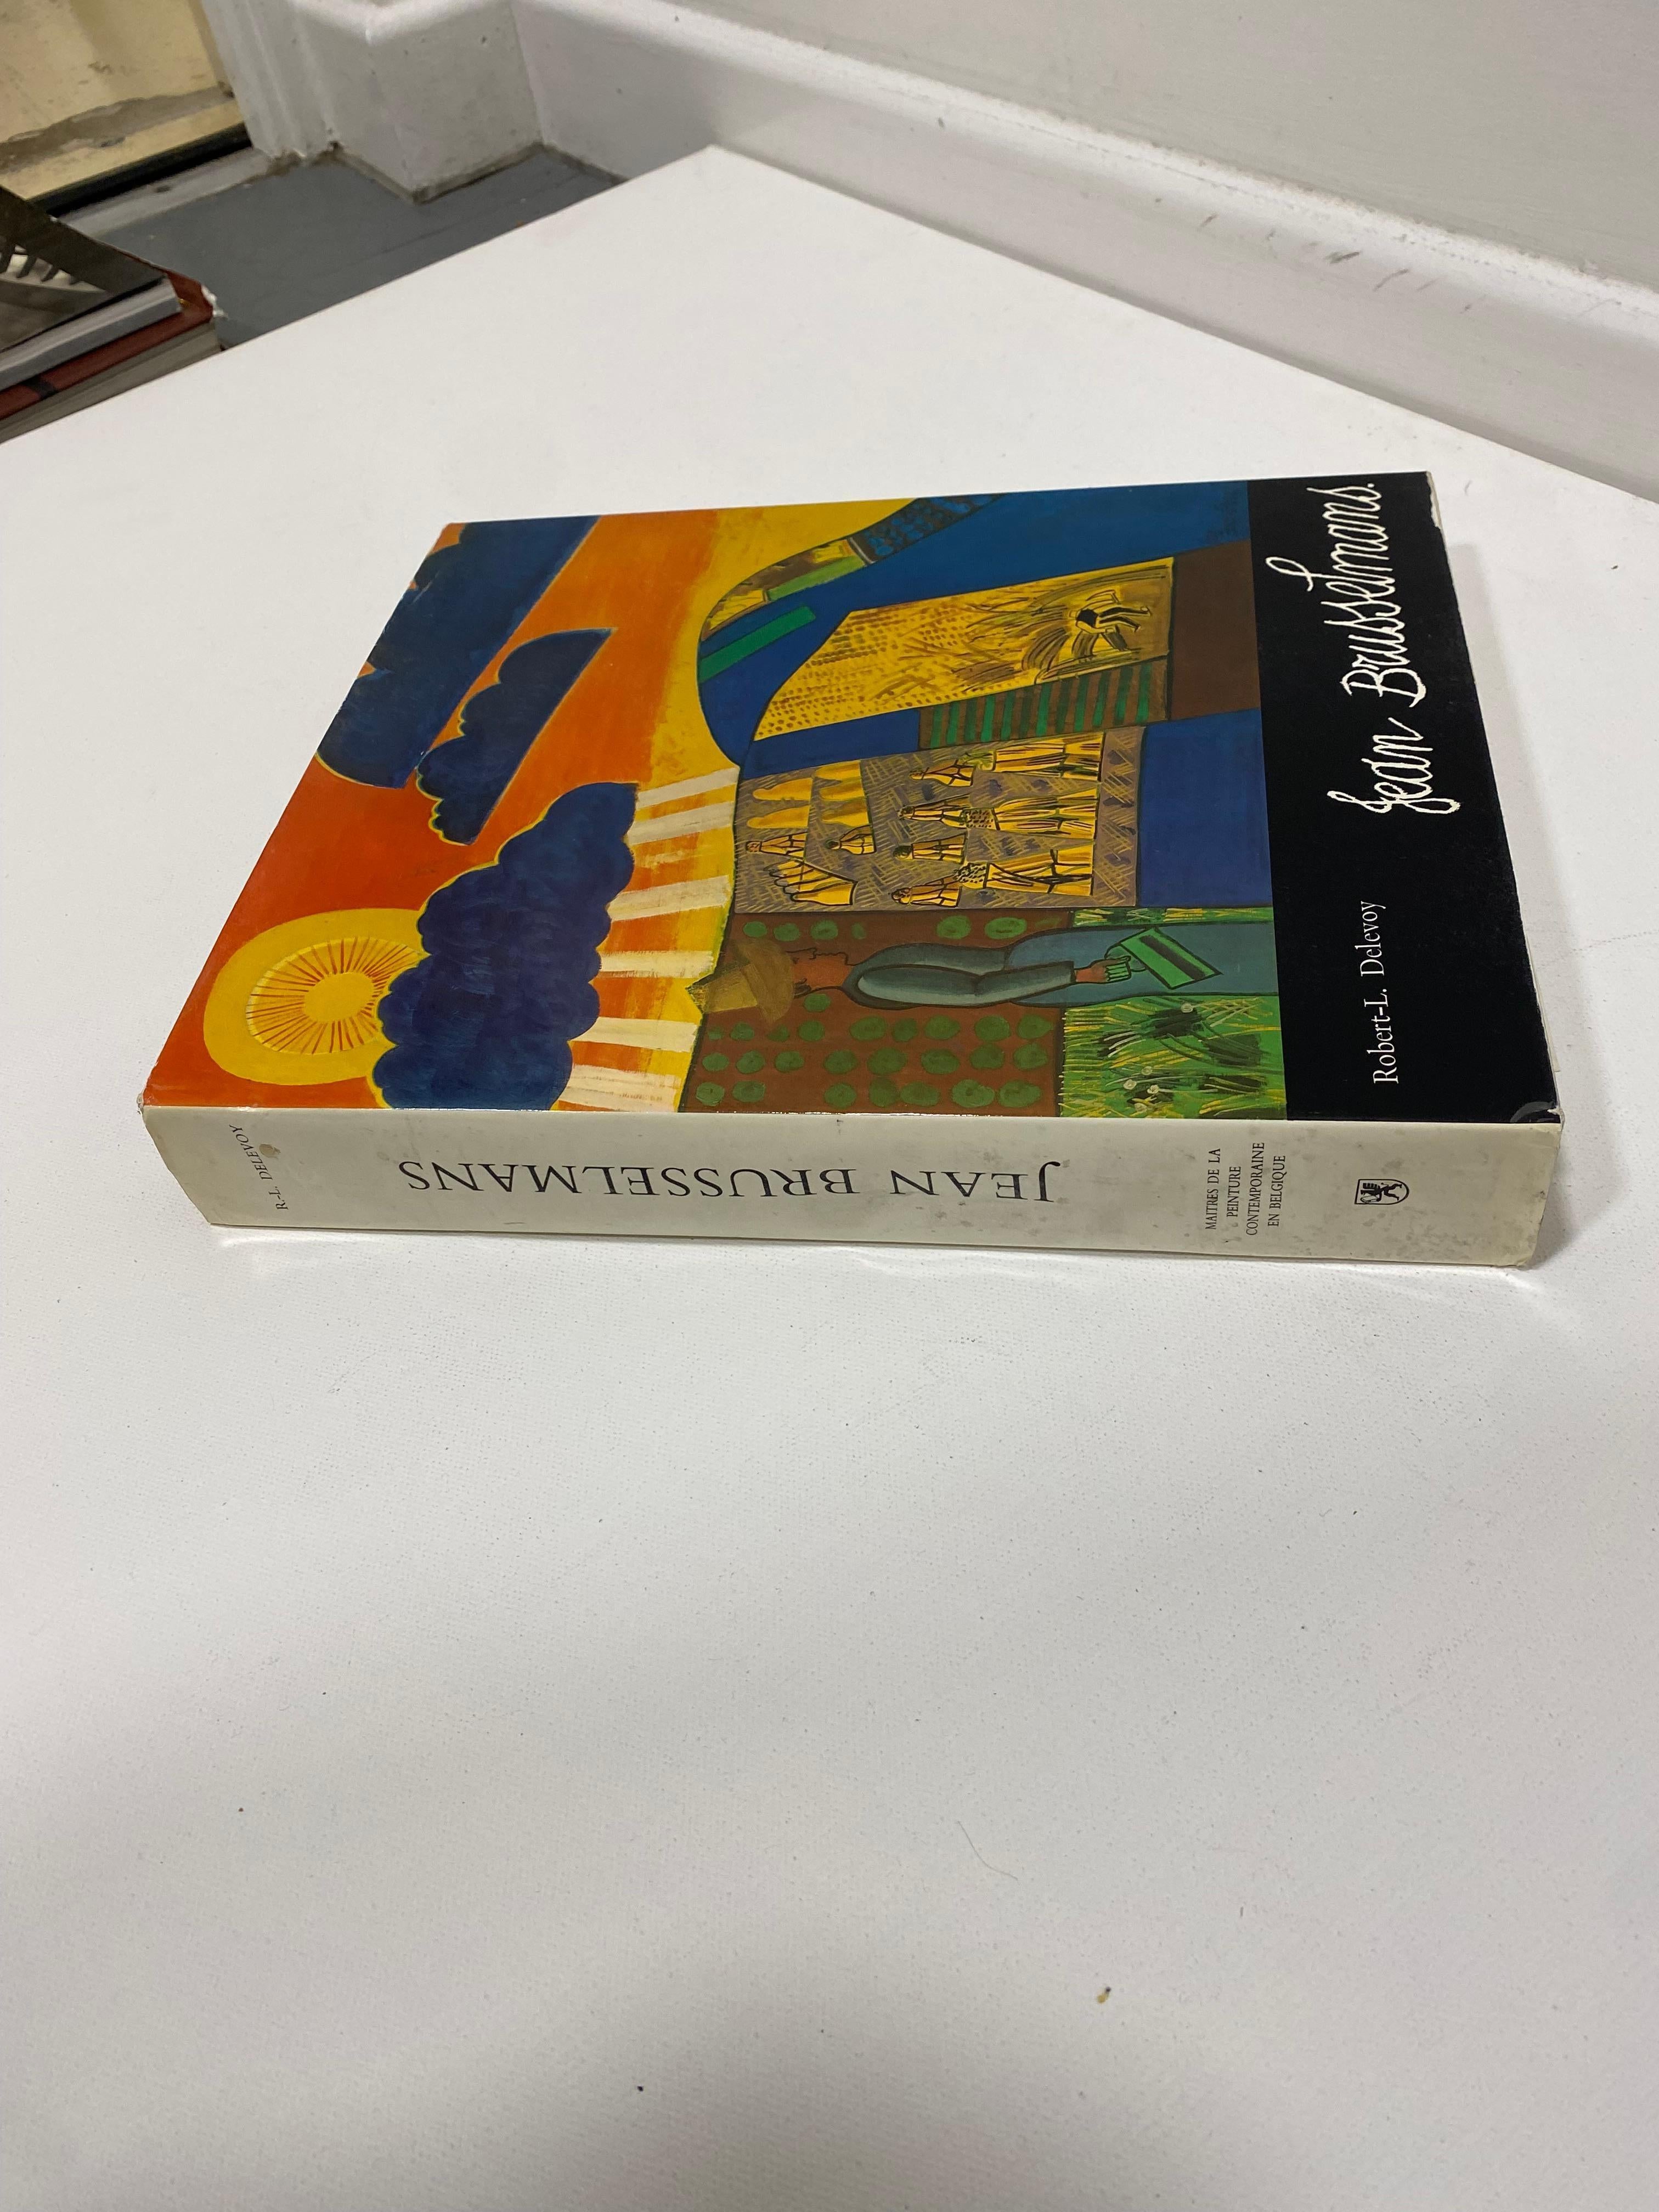 Jean Brusselmans.
Robert-L. Delevoy
R.-L. DELEVOY
JEAN BRUSSELMANS
MAITRES DE LA
PEINTURE
CONTEMPORAINE
EN BELGIQUE